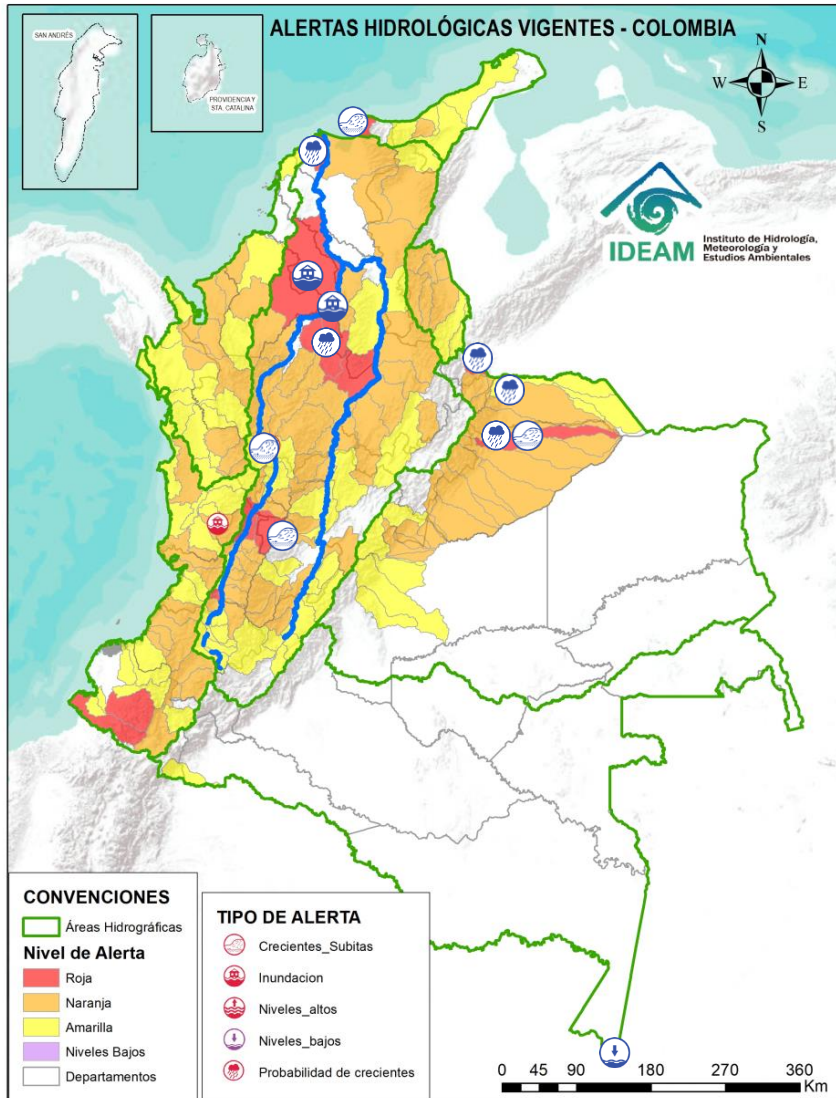 ALERTAS HIDROLÓGICAS VIGENTES - COLOMBIA
SAN ANDRÉS
PROVIDENCIA Y
STA. CATALINA
N
W
E
S
IDEAM
Instituto de Hidrología,
Meteorología y
Estudios Ambientales
CONVENCIONES
Áreas Hidrográficas
Nivel de Alerta
Roja
Naranja
Amarilla
Niveles Bajos
Departamentos
TIPO DE ALERTA
Crecientes_Subitas
Inundacion
Niveles_altos
Niveles_bajos
Probabilidad de crecientes
0 45 90 180 270 360
Km